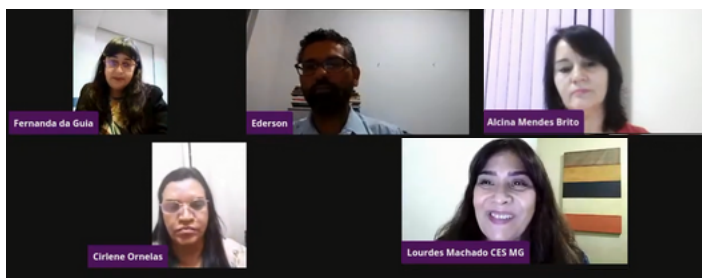 Fernanda da Guia
Ederson
Alcina Mendes Brito
Cirlene Ornelas
Lourdes Machado CES MG